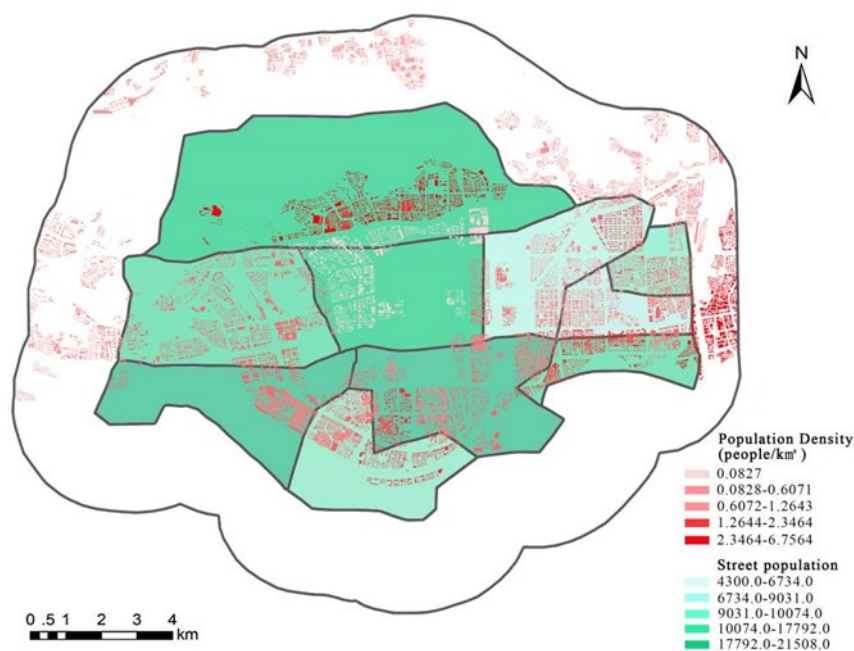 N
Population Density
(people/km²)
0.0827
0.0828-0.6071
0.6072-1.2643
1.2644-2.3464
2.3464-6.7564
Street population
4300.0-6734.0
6734.0-9031.0
9031.0-10074.0
10074.0-17792.0
17792.0-21508.0
0 .5 1 2 3 4
km